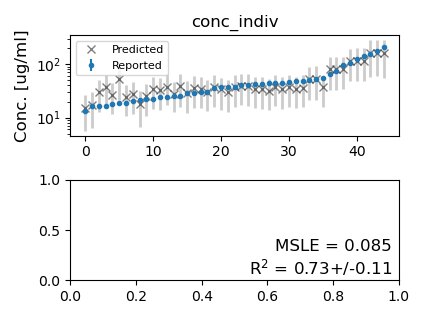 conc_indiv
Conc. [ug/ml]
10²
10¹
Predicted
Reported
0 10 20 30 40
1.0
0.5
0.0
MSLE = 0.085
R² = 0.73+/-0.11
0.0 0.2 0.4 0.6 0.8 1.0